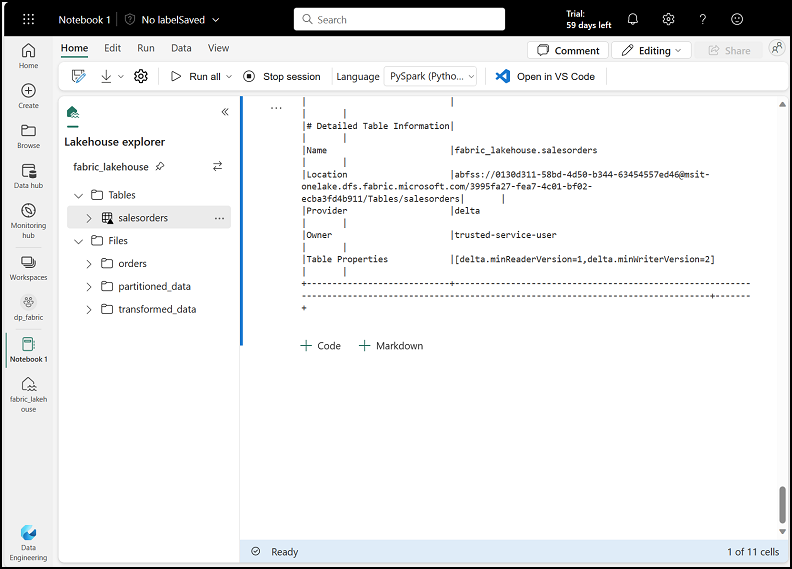 Notebook 1 | No label Saved
Search
Trial:
59 days left
Home Edit Run Data View
Comment Editing Share
Run all Stop session Language PySpark (Pytho... Open in VS Code
Home
Create
Browse
Data hub
Monitoring
hub
Workspaces
dp_fabric
Notebook 1
fabric_lakeh
ouse
Data
Engineering
Lakehouse explorer
fabric_lakehouse
Tables
salesorders ...
Files
orders
partitioned_data
transformed_data
...
| |
| |
|# Detailed Table Information|
| |
|Name |fabric_lakehouse.salesorders
| |
|Location |abfss://0130d311-58bd-4d50-b344-63454557ed46@msit-
onelake.dfs.fabric.microsoft.com/3995fa27-fea7-4c01-bf02-
ecba3fd4b911/Tables/salesorders| |
|Provider |delta
| |
|Owner |trusted-service-user
| |
|Table Properties |[delta.minReaderVersion=1,delta.minWriterVersion=2]
| |
+----------------------------+----------------------------------------------------------
---------------------------------------------------------------------------------+-------
+
+ Code + Markdown
Ready 1 of 11 cells